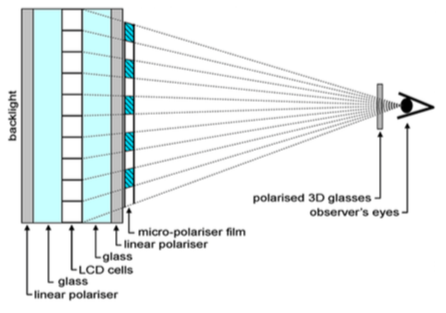 backlight
polarised 3D glasses
observer's eyes
micro-polariser film
linear polariser
glass
LCD cells
glass
linear polariser